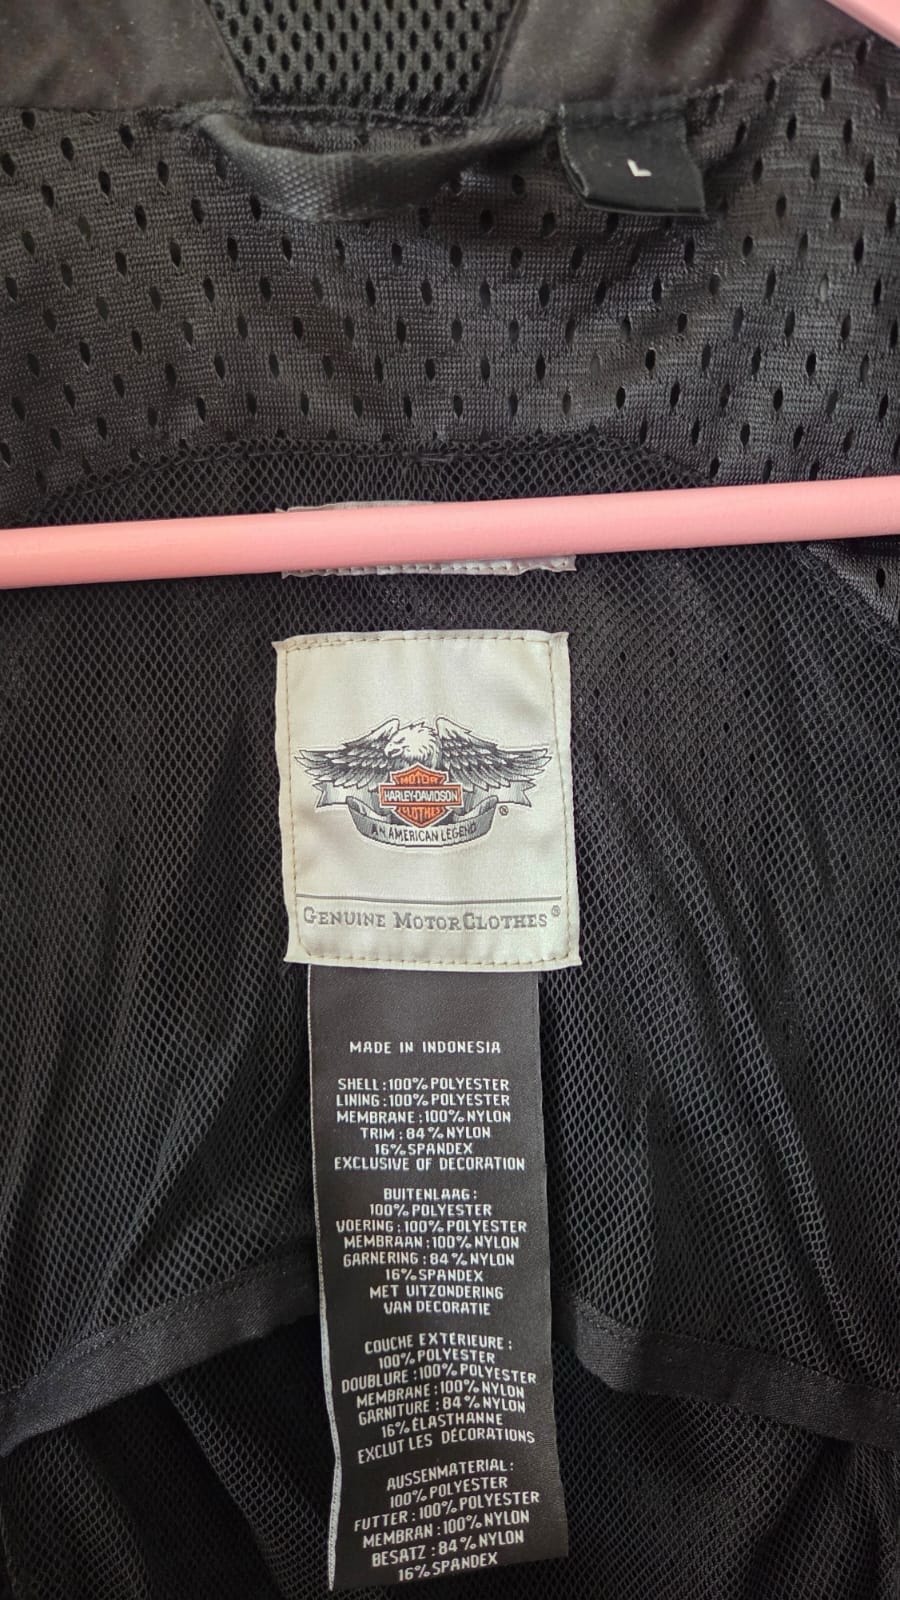 L
MOTOR
HARLEY-DAVIDSON
CLOTHES
®
AN AMERICAN LEGEND
GENUINE MOTORCLOTHES®
MADE IN INDONESIA
SHELL:100% POLYESTER
LINING:100% POLYESTER
MEMBRANE:100% NYLON
TRIM:84% NYLON
16% SPANDEX
EXCLUSIVE OF DECORATION
BUITENLAAG:
100% POLYESTER
VOERING:100% POLYESTER
MEMBRAAN:100% NYLON
GARNERING:84% NYLON
16% SPANDEX
MET UITZONDERING
VAN DECORATIE
COUCHE EXTERIEURE:
100% POLYESTER
DOUBLURE:100% POLYESTER
MEMBRANE:100% NYLON
GARNITURE:84% NYLON
16% ÉLASTHANNE
EXCLUT LES DÉCORATIONS
AUSSENMATERIAL:
100% POLYESTER
FUTTER:100% POLYESTER
MEMBRAN:100% NYLON
BESATZ:84% NYLON
16% SPANDEX